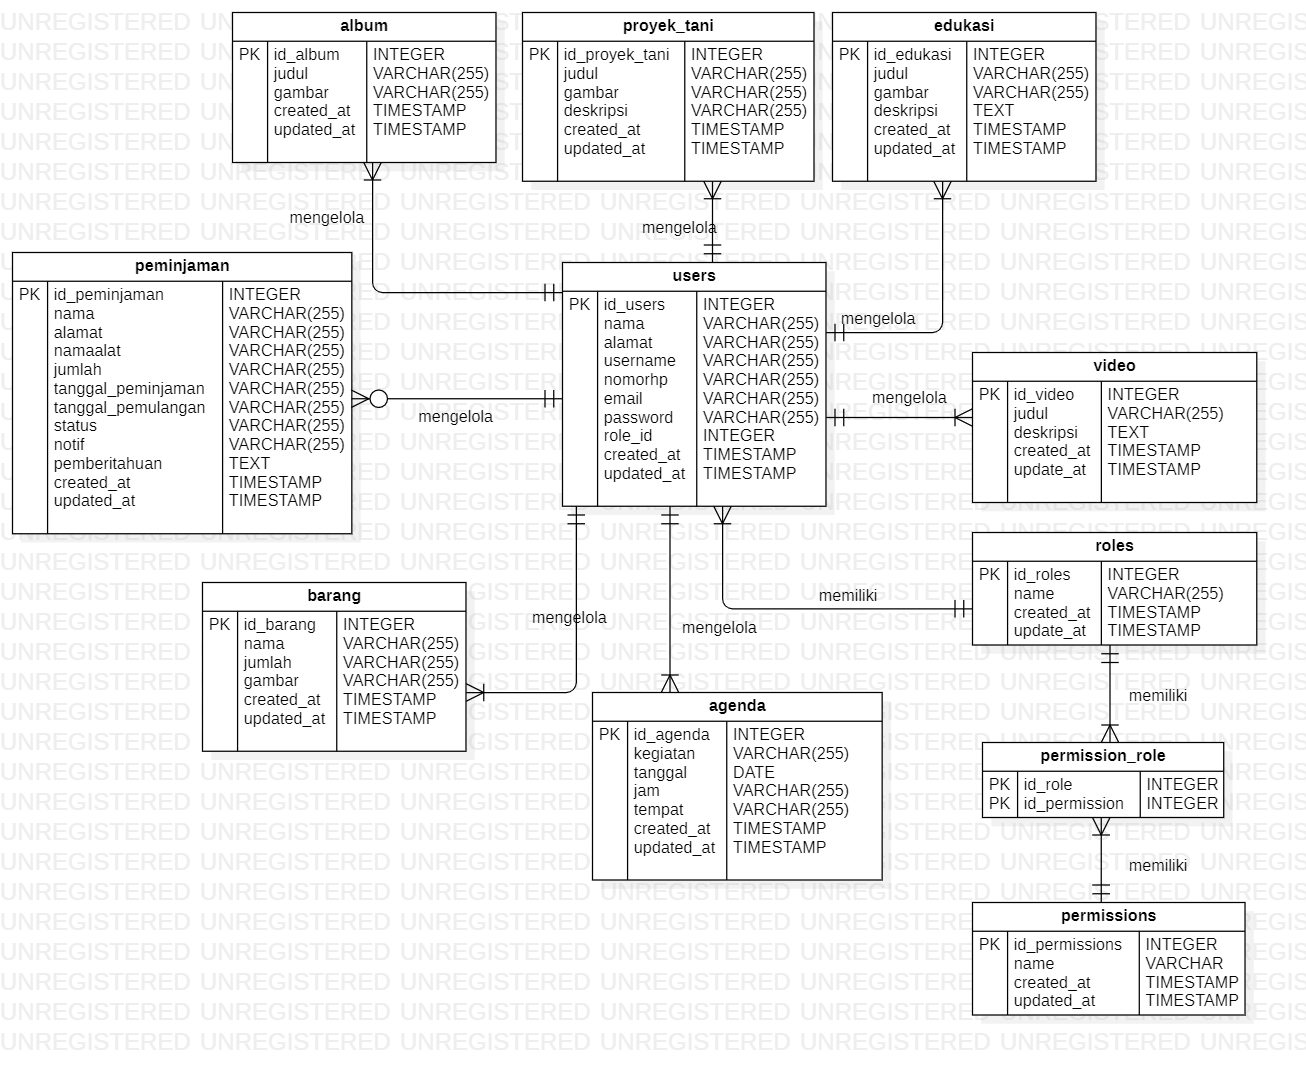 album
PK id_album INTEGER
judul VARCHAR(255)
gambar VARCHAR(255)
created_at TIMESTAMP
updated_at TIMESTAMP
proyek_tani
PK id_proyek_tani INTEGER
judul VARCHAR(255)
gambar VARCHAR(255)
deskripsi VARCHAR(255)
created_at TIMESTAMP
updated_at TIMESTAMP
edukasi
PK id_edukasi INTEGER
judul VARCHAR(255)
gambar VARCHAR(255)
deskripsi TEXT
created_at TIMESTAMP
updated_at TIMESTAMP
mengelola
mengelola
mengelola
peminjaman
PK id_peminjaman INTEGER
nama VARCHAR(255)
alamat VARCHAR(255)
namaalat VARCHAR(255)
jumlah VARCHAR(255)
tanggal_peminjaman VARCHAR(255)
tanggal_pemulangan VARCHAR(255)
status VARCHAR(255)
notif VARCHAR(255)
pemberitahuan TEXT
created_at TIMESTAMP
updated_at TIMESTAMP
mengelola
users
PK id_users INTEGER
nama VARCHAR(255)
alamat VARCHAR(255)
username VARCHAR(255)
nomorhp VARCHAR(255)
email VARCHAR(255)
password VARCHAR(255)
role_id INTEGER
created_at TIMESTAMP
updated_at TIMESTAMP
mengelola
video
PK id_video INTEGER
judul VARCHAR(255)
deskripsi TEXT
created_at TIMESTAMP
update_at TIMESTAMP
roles
PK id_roles INTEGER
name VARCHAR(255)
created_at TIMESTAMP
update_at TIMESTAMP
memiliki
barang
PK id_barang INTEGER
nama VARCHAR(255)
jumlah VARCHAR(255)
gambar VARCHAR(255)
created_at TIMESTAMP
updated_at TIMESTAMP
mengelola
mengelola
agenda
PK id_agenda INTEGER
kegiatan VARCHAR(255)
tanggal DATE
jam VARCHAR(255)
tempat VARCHAR(255)
created_at TIMESTAMP
updated_at TIMESTAMP
memiliki
permission_role
PK id_role INTEGER
PK id_permission INTEGER
memiliki
permissions
PK id_permissions INTEGER
name VARCHAR
created_at TIMESTAMP
updated_at TIMESTAMP
UNREGISTERED